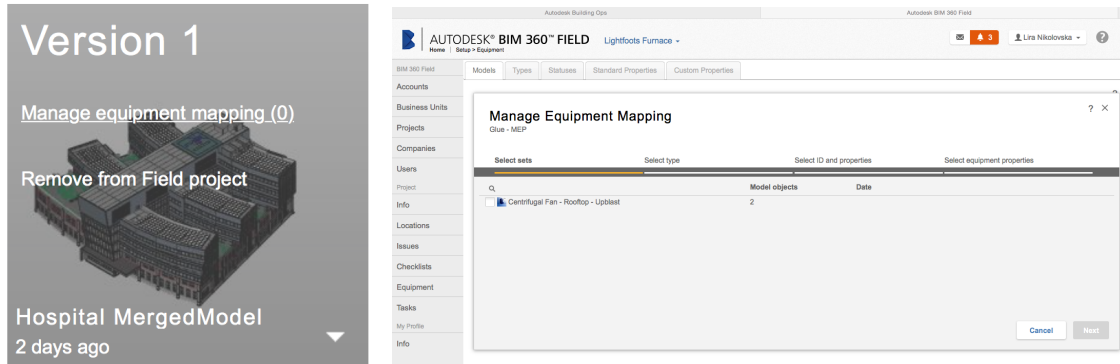 Version 1
Manage equipment mapping (0)
Remove from Field project
Hospital MergedModel
2 days ago
Autodesk Building Ops
Autodesk BIM 360 Field
AUTODESK® BIM 360™ FIELD
Lightfoots Furnace
3
Lira Nikolovska
?
Home | Setup > Equipment
BIM 360 Field
Accounts
Business Units
Projects
Companies
Users
Project
Info
Locations
Issues
Checklists
Equipment
Tasks
My Profile
Info
Models
Types
Statuses
Standard Properties
Custom Properties
Manage Equipment Mapping
? ×
Glue - MEP
Select sets
Select type
Select ID and properties
Select equipment properties
Model objects
Date
Centrifugal Fan - Rooftop - Upblast
2
Cancel
Next